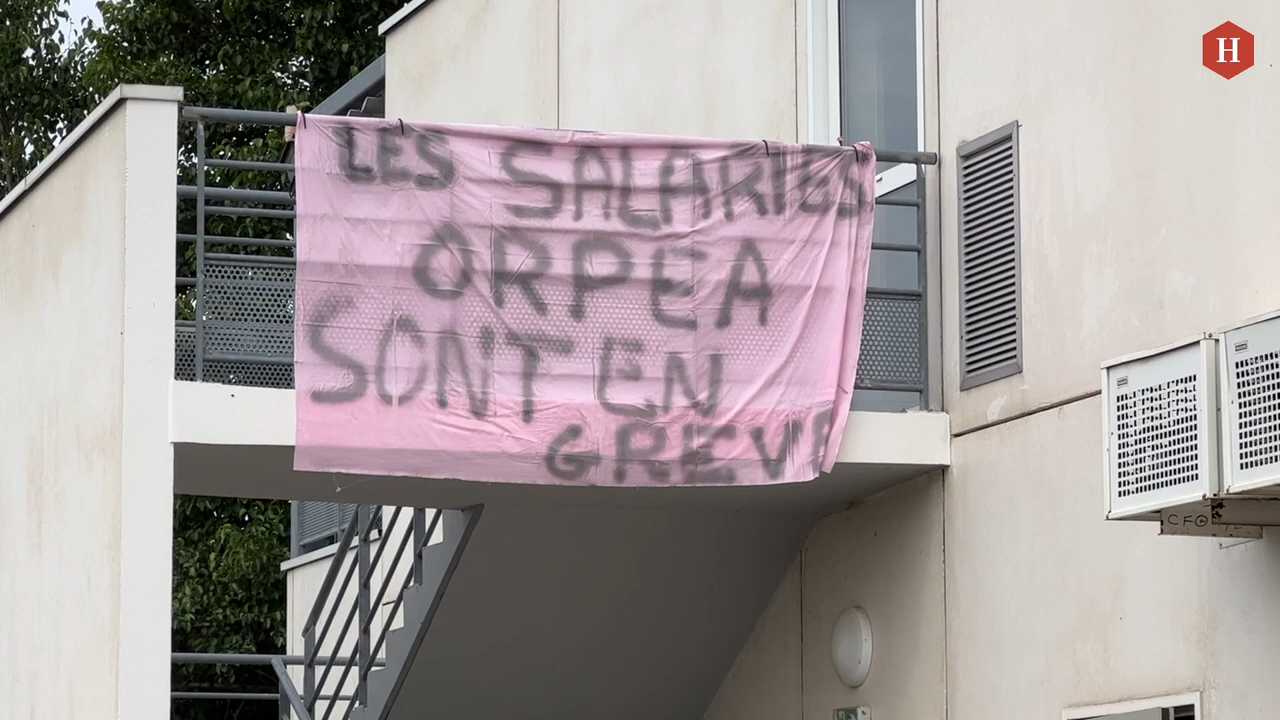 H
LES SALARIES
ORPEA
SONT EN
GREVE